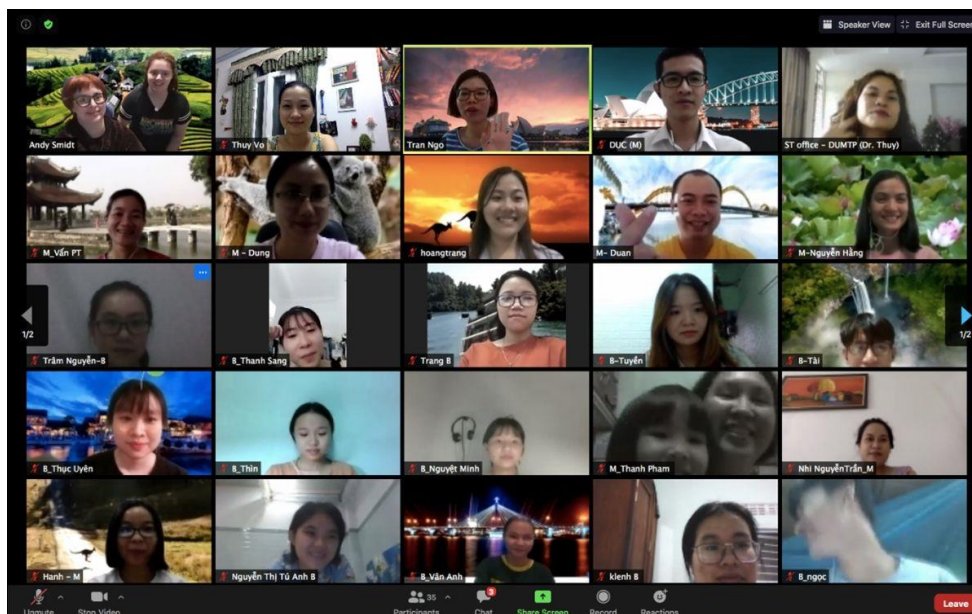 Speaker View Exit Full Screen
Andy Smidt
Thuy Vo
Tran Ngo
DUC (M)
ST office - DUMTP (Dr. Thuy)
M_Vấn PT
M - Dung
hoangtrang
M- Duan
M-Nguyễn Hằng
Trâm Nguyễn-B
B_Thanh Sang
Trang B
B-Tuyền
B-Tài
1/2
1/2
B_Thục Uyên
B_Thìn
B_Nguyệt Minh
M_Thanh Pham
Nhi NguyễnTrần_M
Hanh - M
Nguyễn Thị Tú Anh B
B_Vân Anh
klenh B
B_ngọc
Unmute
Stop Video
35
Participants
3
Chat
Share Screen
Record
Reactions
Leave